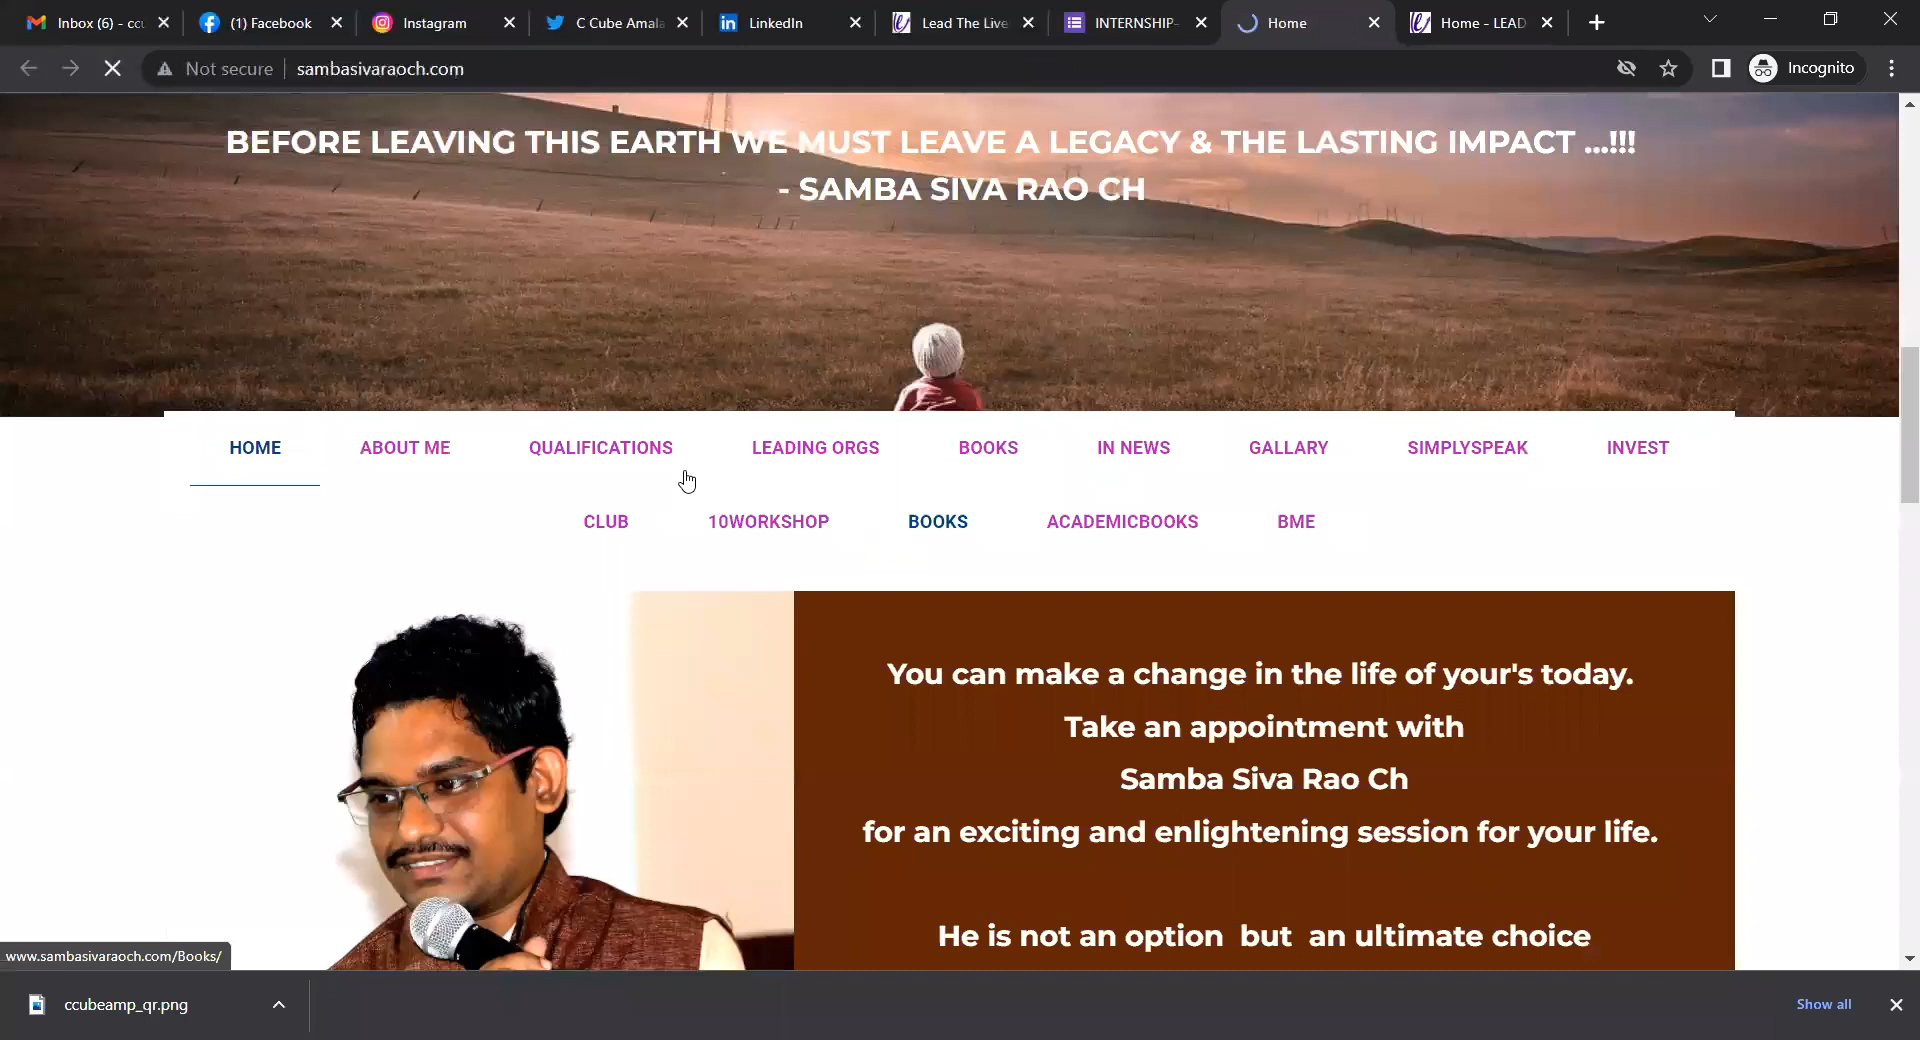 Inbox (6) - cc
(1) Facebook
Instagram
C Cube Amala
LinkedIn
Lead The Live
INTERNSHIP-
Home
Home - LEAD
Not secure
sambasivaraoch.com
Incognito
BEFORE LEAVING THIS EARTH WE MUST LEAVE A LEGACY & THE LASTING IMPACT ...!!!
- SAMBA SIVA RAO CH
HOME ABOUT ME QUALIFICATIONS LEADING ORGS BOOKS IN NEWS GALLARY SIMPLYSPEAK INVEST
CLUB 10WORKSHOP BOOKS ACADEMICBOOKS BME
You can make a change in the life of your's today.
Take an appointment with
Samba Siva Rao Ch
for an exciting and enlightening session for your life.
He is not an option but an ultimate choice
www.sambasivaraoch.com/Books/
ccubeamp_qr.png
Show all